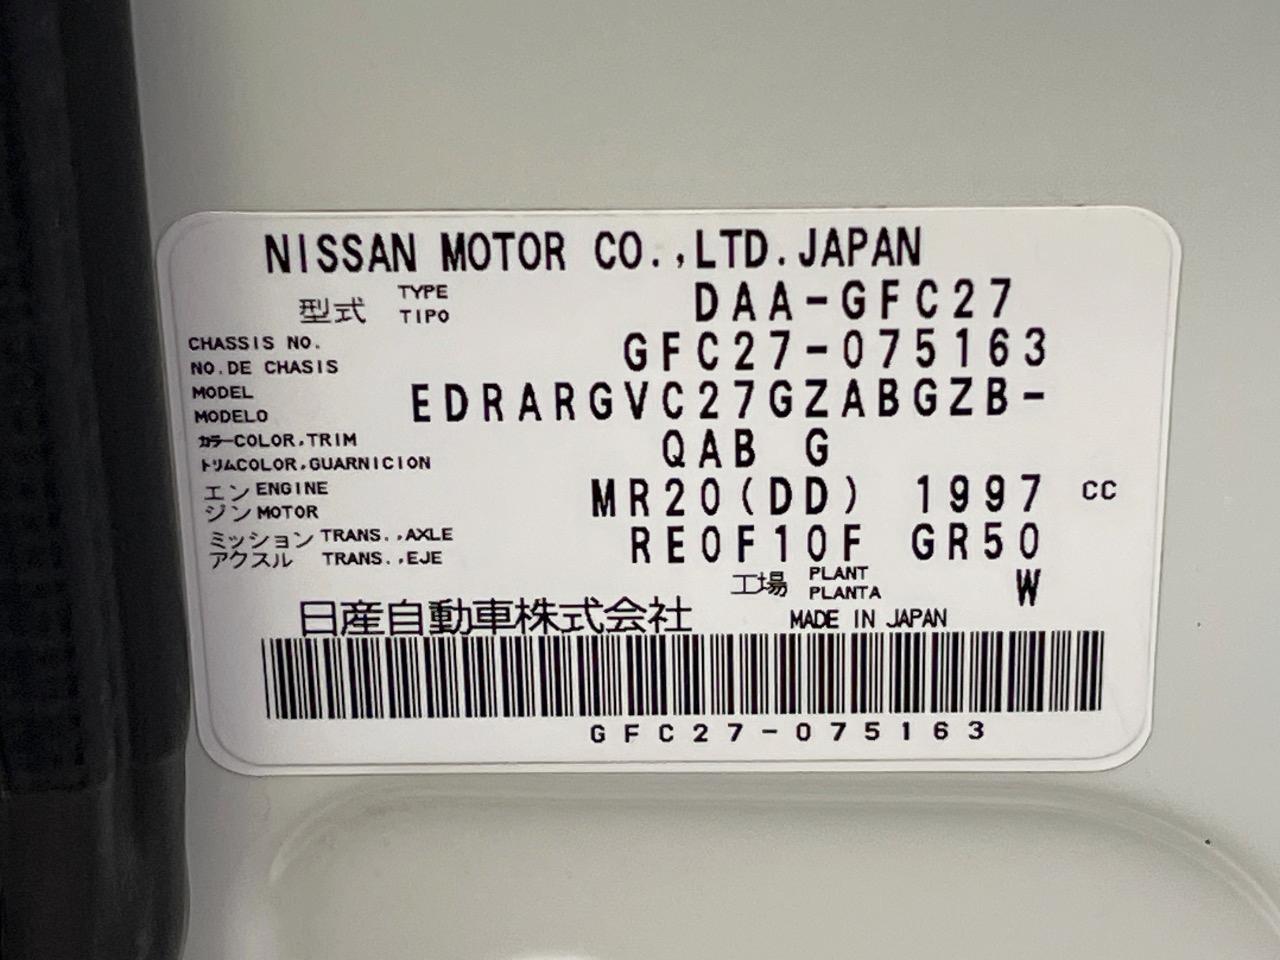 NISSAN MOTOR CO.,LTD.JAPAN
型式 TYPE DAA-GFC27
TIPO
CHASSIS NO. GFC27-075163
NO.DE CHASIS
MODEL EDRARGVC27GZABGZB-
MODELO
カラーCOLOR,TRIM QAB G
トリムCOLOR,GUARNICION
エン ENGINE MR20(DD) 1997 CC
ジン MOTOR
ミッション TRANS.,AXLE RE0F10F GR50
アクスル TRANS.,EJE
工場 PLANT W
PLANTA
日産自動車株式会社 MADE IN JAPAN
GFC27-075163